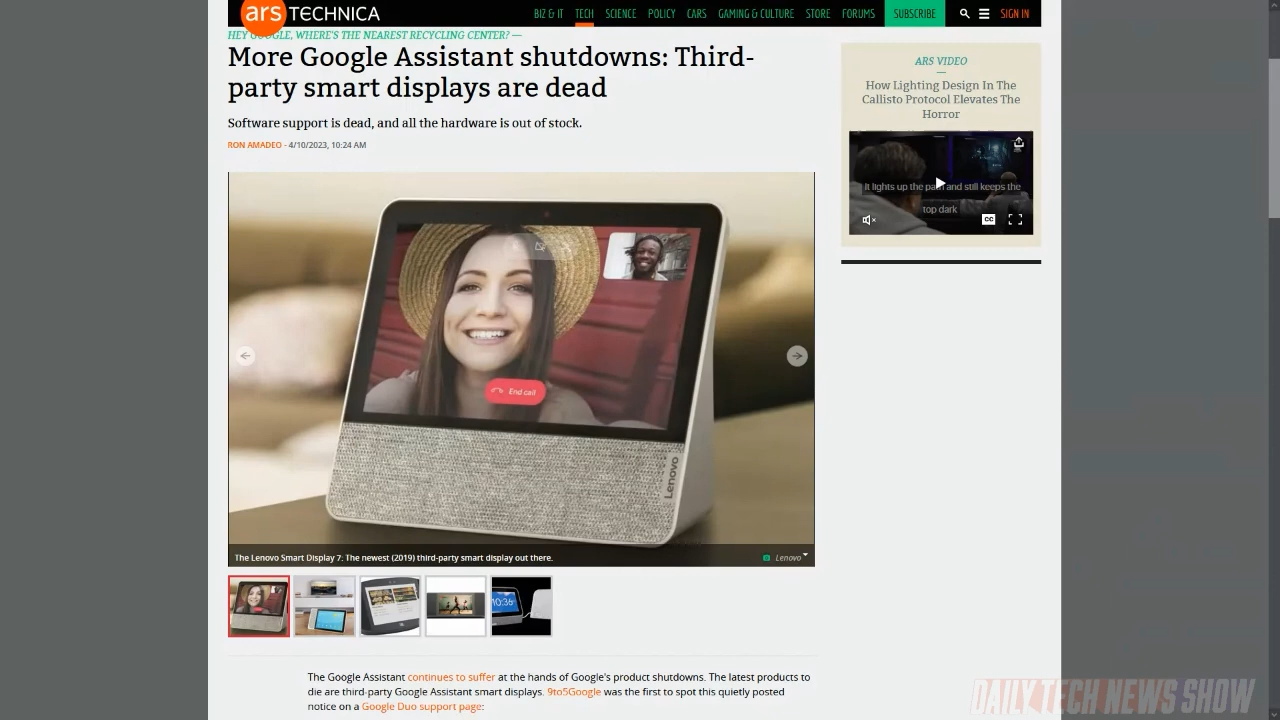 ars TECHNICA
BIZ & IT TECH SCIENCE POLICY CARS GAMING & CULTURE STORE FORUMS SUBSCRIBE SIGN IN
HEY GOOGLE, WHERE'S THE NEAREST RECYCLING CENTER? —
More Google Assistant shutdowns: Third-
party smart displays are dead
Software support is dead, and all the hardware is out of stock.
RON AMADEO - 4/10/2023, 10:24 AM
End call
Lenovo
The Lenovo Smart Display 7: The newest (2019) third-party smart display out there.
Lenovo
10:36
The Google Assistant continues to suffer at the hands of Google's product shutdowns. The latest products to
die are third-party Google Assistant smart displays. 9to5Google was the first to spot this quietly posted
notice on a Google Duo support page:
ARS VIDEO
How Lighting Design In The
Callisto Protocol Elevates The
Horror
It lights up the path and still keeps the
top dark
CC
DAILY TECH NEWS SHOW